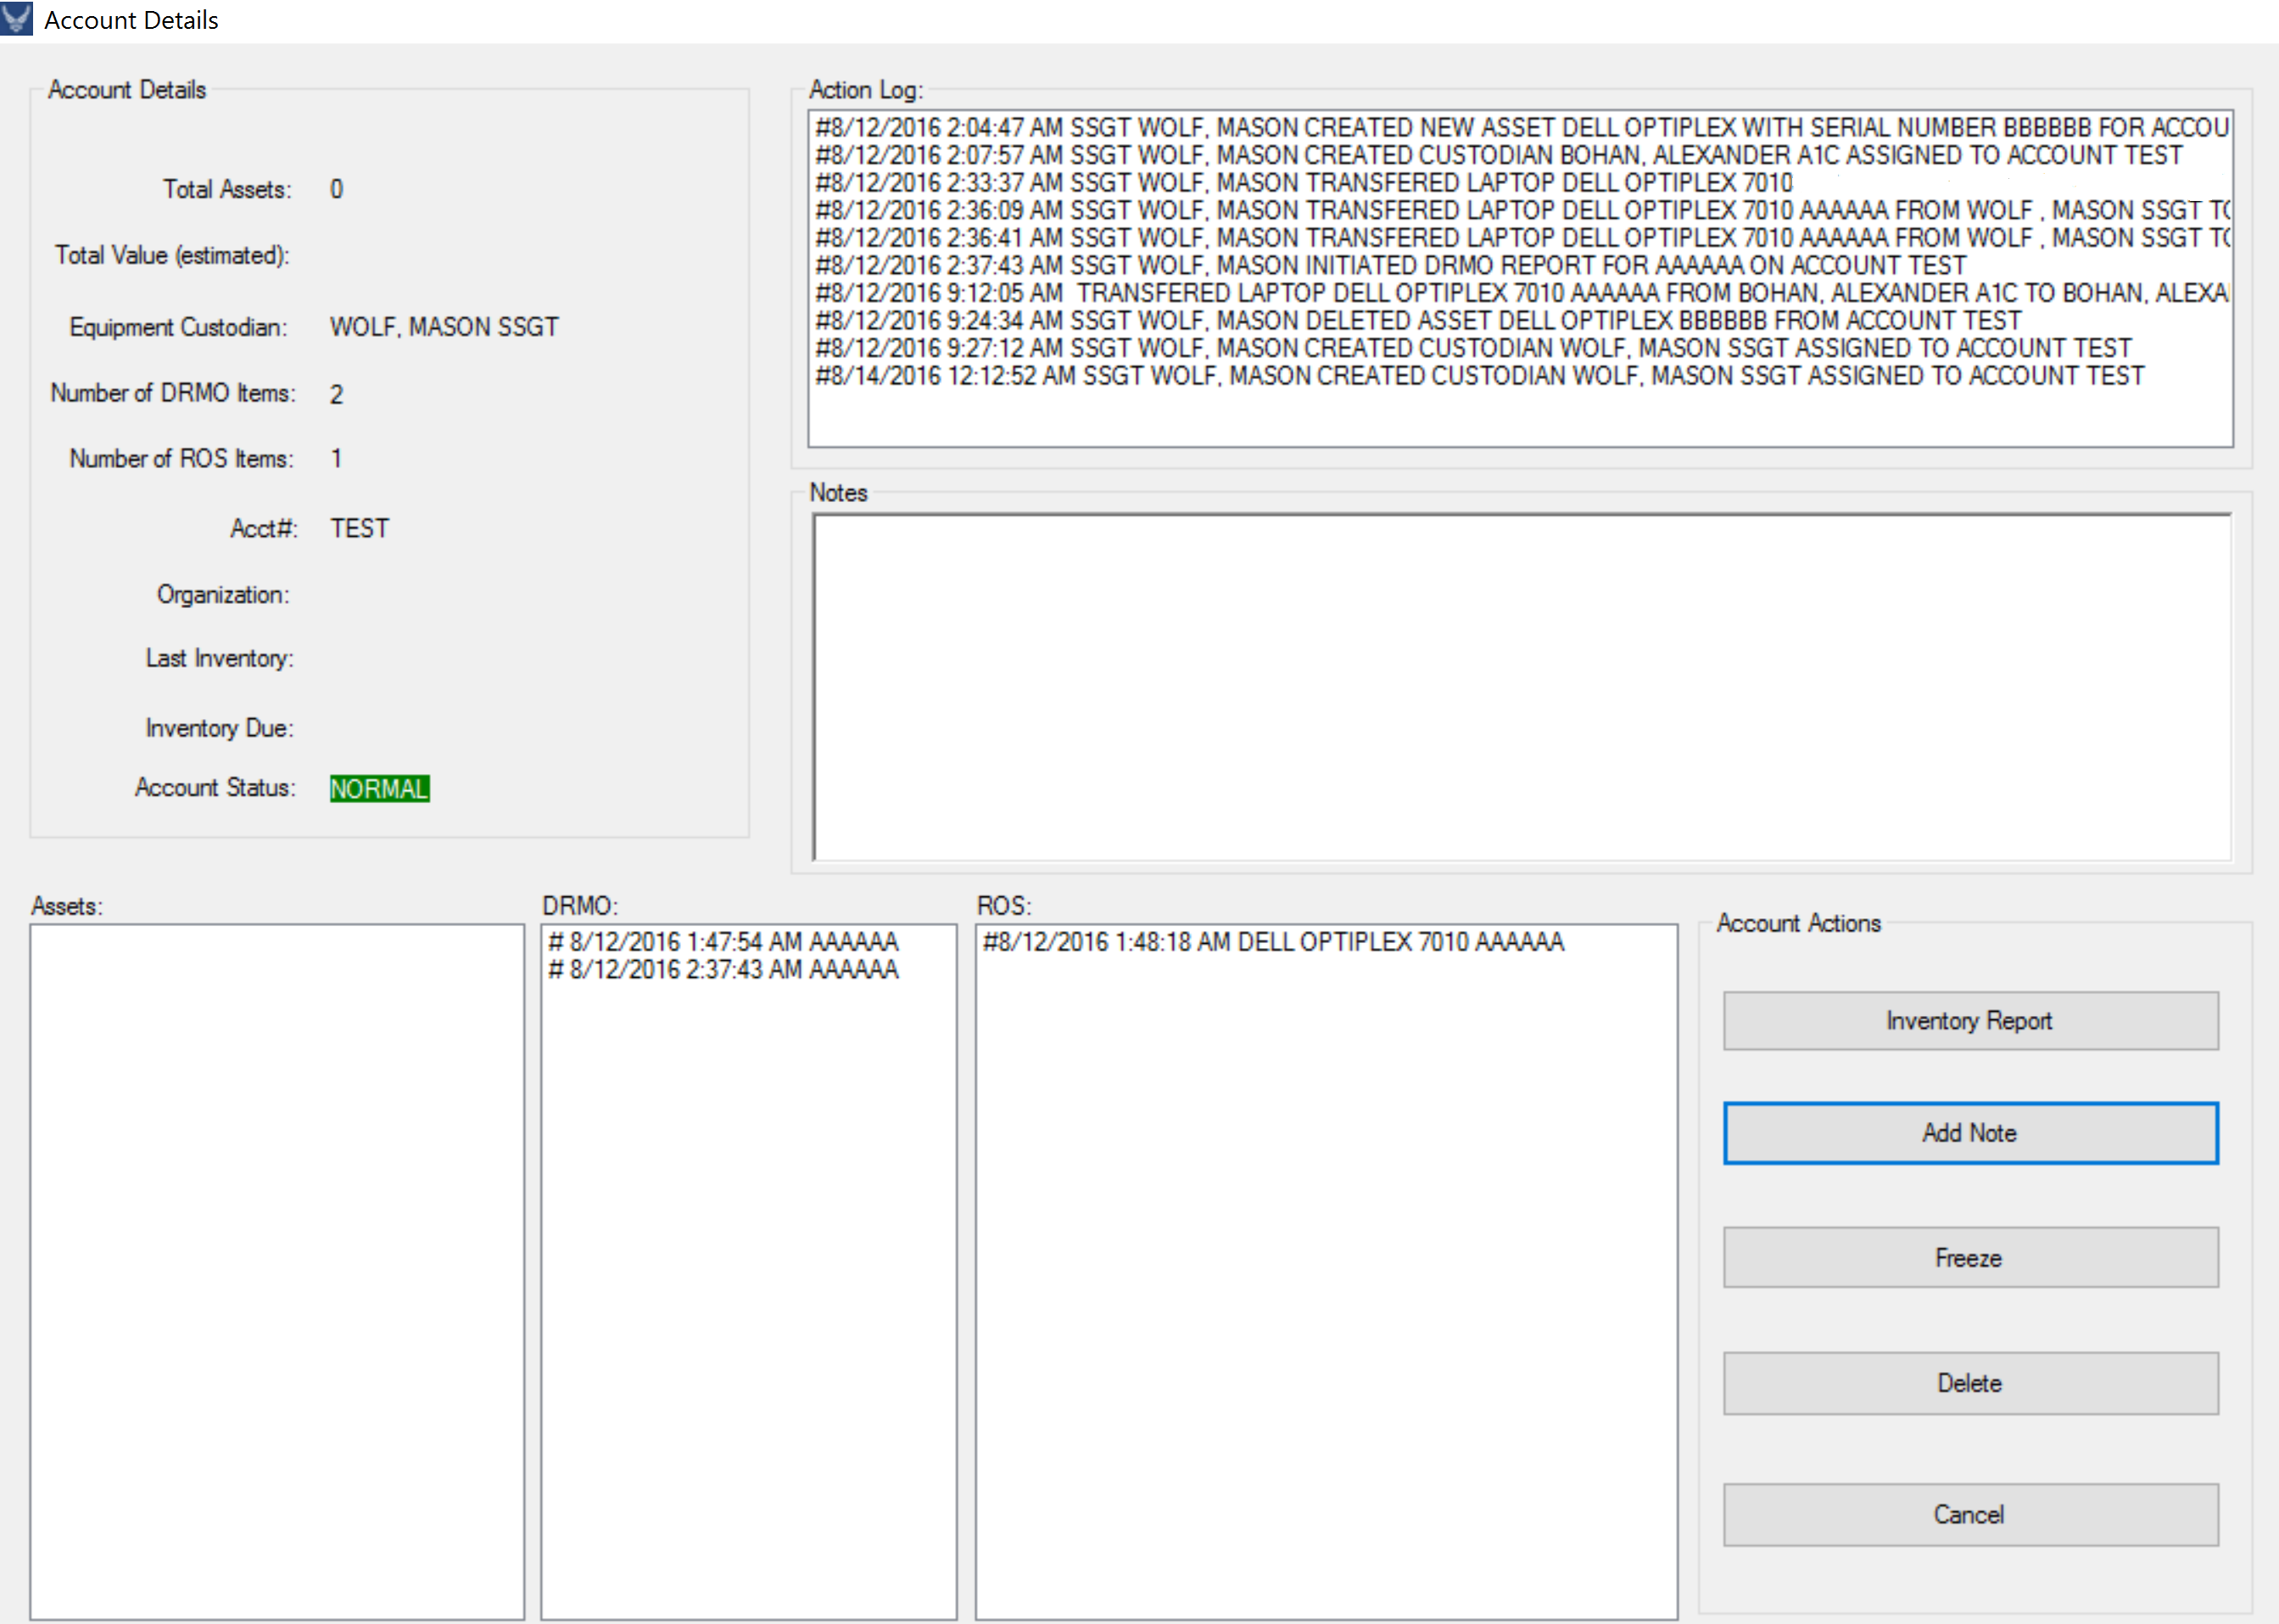 Account Details
Account Details
Total Assets: 0
Total Value (estimated):
Equipment Custodian: WOLF, MASON SSGT
Number of DRMO Items: 2
Number of ROS Items: 1
Acct#: TEST
Organization:
Last Inventory:
Inventory Due:
Account Status: NORMAL
Action Log:
#8/12/2016 2:04:47 AM SSGT WOLF, MASON CREATED NEW ASSET DELL OPTIPLEX WITH SERIAL NUMBER BBBBBB FOR ACCOU
#8/12/2016 2:07:57 AM SSGT WOLF, MASON CREATED CUSTODIAN BOHAN, ALEXANDER A1C ASSIGNED TO ACCOUNT TEST
#8/12/2016 2:33:37 AM SSGT WOLF, MASON TRANSFERED LAPTOP DELL OPTIPLEX 7010
#8/12/2016 2:36:09 AM SSGT WOLF, MASON TRANSFERED LAPTOP DELL OPTIPLEX 7010 AAAAAA FROM WOLF , MASON SSGT TO
#8/12/2016 2:36:41 AM SSGT WOLF, MASON TRANSFERED LAPTOP DELL OPTIPLEX 7010 AAAAAA FROM WOLF , MASON SSGT TO
#8/12/2016 2:37:43 AM SSGT WOLF, MASON INITIATED DRMO REPORT FOR AAAAAA ON ACCOUNT TEST
#8/12/2016 9:12:05 AM  TRANSFERED LAPTOP DELL OPTIPLEX 7010 AAAAAA FROM BOHAN, ALEXANDER A1C TO BOHAN, ALEXA
#8/12/2016 9:24:34 AM SSGT WOLF, MASON DELETED ASSET DELL OPTIPLEX BBBBBB FROM ACCOUNT TEST
#8/12/2016 9:27:12 AM SSGT WOLF, MASON CREATED CUSTODIAN WOLF, MASON SSGT ASSIGNED TO ACCOUNT TEST
#8/14/2016 12:12:52 AM SSGT WOLF, MASON CREATED CUSTODIAN WOLF, MASON SSGT ASSIGNED TO ACCOUNT TEST
Notes
Assets:
DRMO:
# 8/12/2016 1:47:54 AM AAAAAA
# 8/12/2016 2:37:43 AM AAAAAA
ROS:
#8/12/2016 1:48:18 AM DELL OPTIPLEX 7010 AAAAAA
Account Actions
Inventory Report
Add Note
Freeze
Delete
Cancel